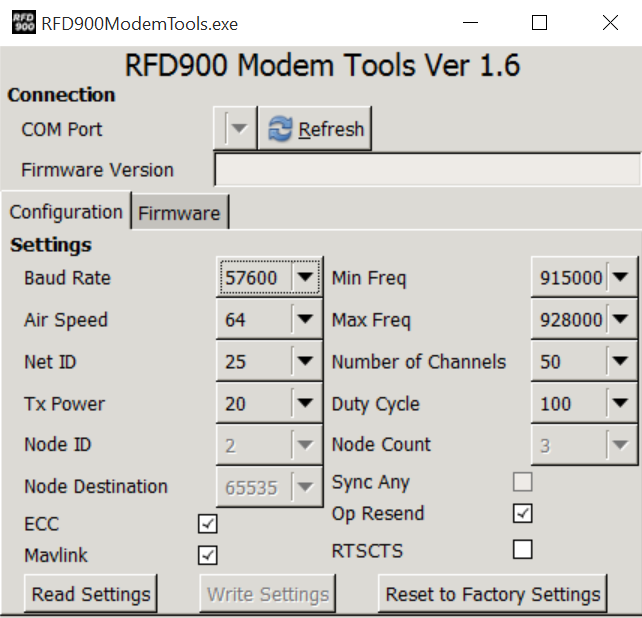 RFD
900
RFD900ModemTools.exe
RFD900 Modem Tools Ver 1.6
Connection
COM Port Refresh
Firmware Version
Configuration Firmware
Settings
Baud Rate 57600 Min Freq 915000
Air Speed 64 Max Freq 928000
Net ID 25 Number of Channels 50
Tx Power 20 Duty Cycle 100
Node ID 2 Node Count 3
Node Destination 65535 Sync Any
ECC Op Resend
Mavlink RTSCTS
Read Settings Write Settings Reset to Factory Settings